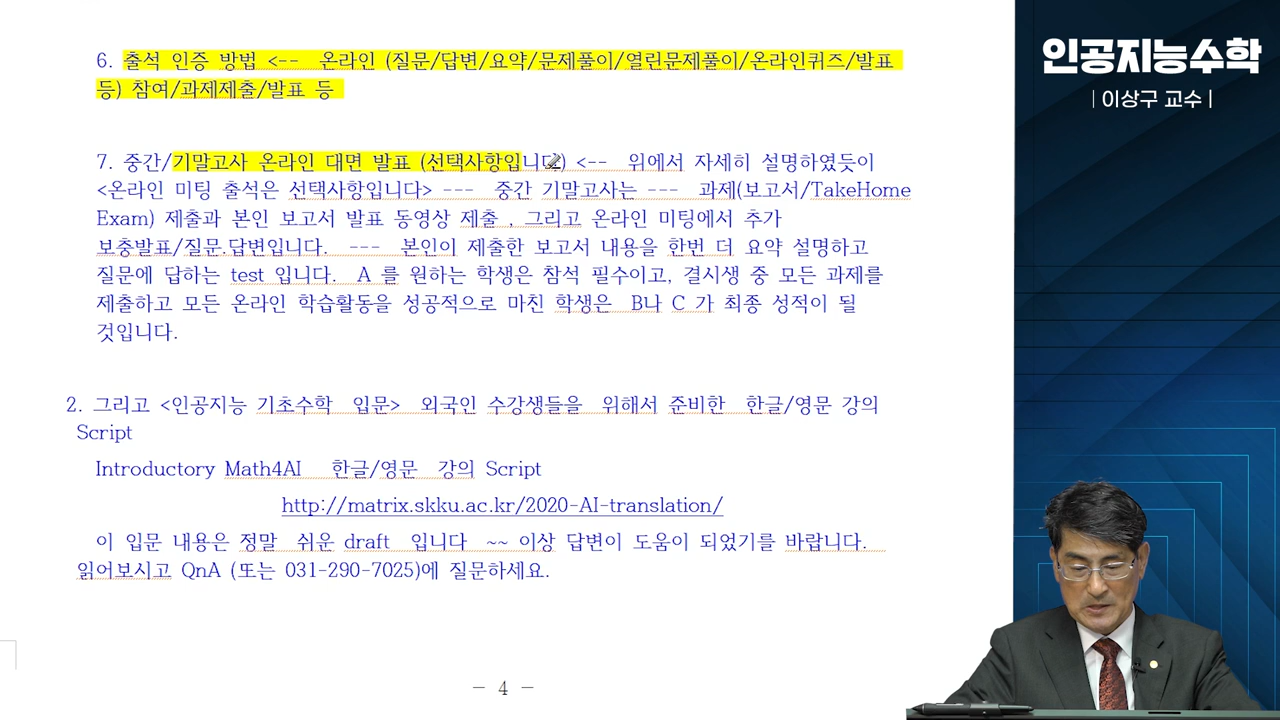 6. 출석 인증 방법 <-- 온라인 (질문/답변/요약/문제풀이/열린문제풀이/온라인퀴즈/발표
등) 참여/과제제출/발표 등
7. 중간/기말고사 온라인 대면 발표 (선택사항입니다) <-- 위에서 자세히 설명하였듯이
<온라인 미팅 출석은 선택사항입니다> --- 중간 기말고사는 --- 과제(보고서/TakeHome
Exam) 제출과 본인 보고서 발표 동영상 제출 , 그리고 온라인 미팅에서 추가
보충발표/질문.답변입니다. --- 본인이 제출한 보고서 내용을 한번 더 요약 설명하고
질문에 답하는 test 입니다. A 를 원하는 학생은 참석 필수이고, 결시생 중 모든 과제를
제출하고 모든 온라인 학습활동을 성공적으로 마친 학생은 B나 C 가 최종 성적이 될
것입니다.
2. 그리고 <인공지능 기초수학 입문> 외국인 수강생들을 위해서 준비한 한글/영문 강의
Script
Introductory Math4AI 한글/영문 강의 Script
http://matrix.skku.ac.kr/2020-AI-translation/
이 입문 내용은 정말 쉬운 draft 입니다 ~~ 이상 답변이 도움이 되었기를 바랍니다.
읽어보시고 QnA (또는 031-290-7025)에 질문하세요.
- 4 -
인공지능수학
| 이상구 교수 |